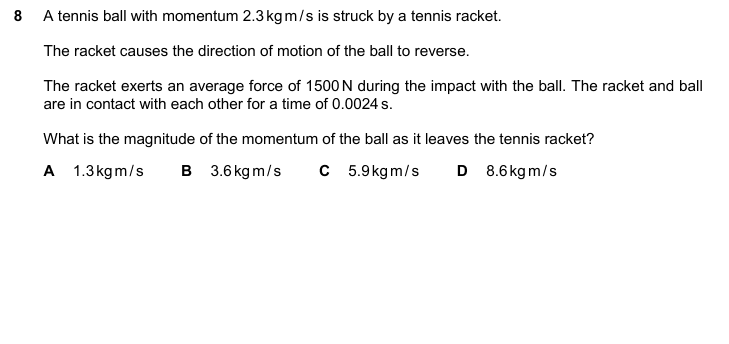 8 A tennis ball with momentum 2.3 kg m / s is struck by a tennis racket.
The racket causes the direction of motion of the ball to reverse.
The racket exerts an average force of 1500 N during the impact with the ball. The racket and ball
are in contact with each other for a time of 0.0024 s.
What is the magnitude of the momentum of the ball as it leaves the tennis racket?
A 1.3 kg m / s B 3.6 kg m / s C 5.9 kg m / s D 8.6 kg m / s